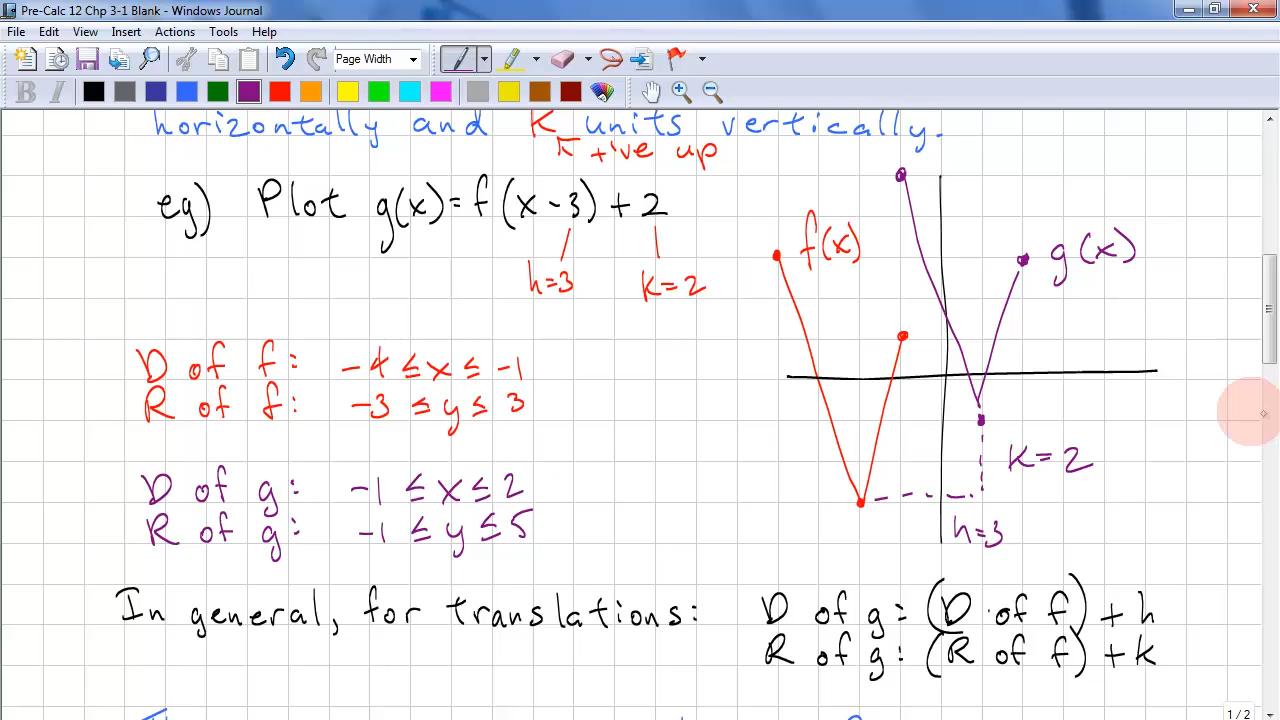 Pre-Calc 12 Chp 3-1 Blank - Windows Journal
File Edit View Insert Actions Tools Help
Page Width
B I
horizontally and K units vertically.
K +ive up
eg) Plot g(x)=f(x-3)+2
h=3 k=2
f(x)
g(x)
D of f: -4 ≤ x ≤ -1
R of f: -3 ≤ y ≤ 3
k=2
h=3
D of g: -1 ≤ x ≤ 2
R of g: -1 ≤ y ≤ 5
In general, for translations: D of g: (D of f) + h
R of g: (R of f) + k
1/2